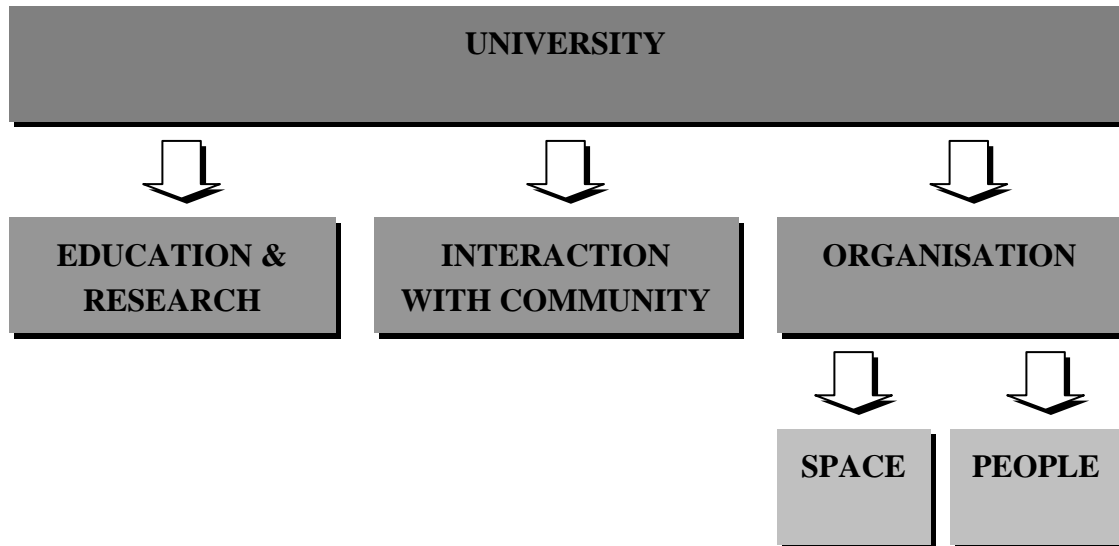 UNIVERSITY
EDUCATION &
RESEARCH
INTERACTION
WITH COMMUNITY
ORGANISATION
SPACE
PEOPLE